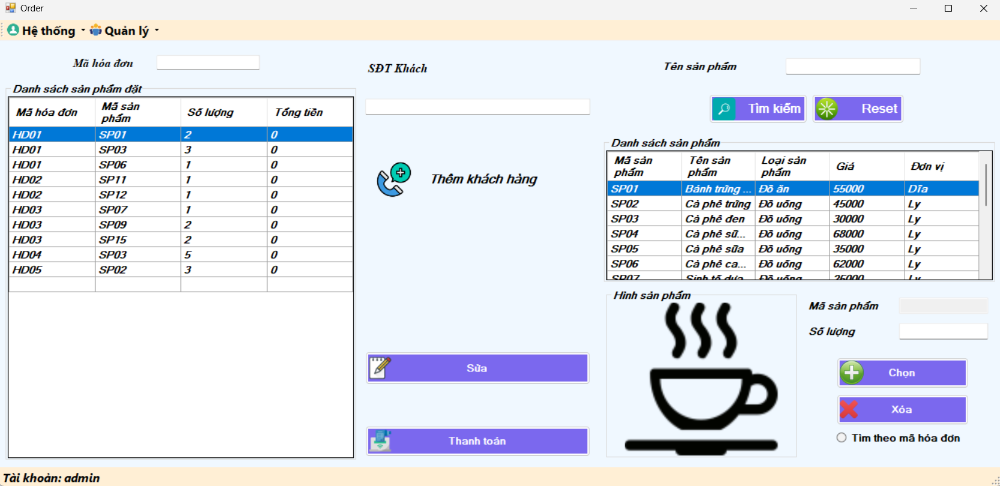 Order
Hệ thống Quản lý
Mã hóa đơn
Danh sách sản phẩm đặt
Mã hóa đơn Mã sản phẩm Số lượng Tổng tiền
HD01 SP01 2 0
HD01 SP03 3 0
HD01 SP06 1 0
HD02 SP11 1 0
HD02 SP12 1 0
HD03 SP07 1 0
HD03 SP09 2 0
HD03 SP15 2 0
HD04 SP03 5 0
HD05 SP02 3 0
SĐT Khách
Thêm khách hàng
Sửa
Thanh toán
Tên sản phẩm
Tìm kiếm Reset
Danh sách sản phẩm
Mã sản phẩm Tên sản phẩm Loại sản phẩm Giá Đơn vị
SP01 Bánh trứng ... Đồ ăn 55000 Dĩa
SP02 Cà phê trứng Đồ uống 45000 Ly
SP03 Cà phê đen Đồ uống 30000 Ly
SP04 Cà phê sữ... Đồ uống 68000 Ly
SP05 Cà phê sữa Đồ uống 35000 Ly
SP06 Cà phê ca... Đồ uống 62000 Ly
SP07 Sinh tố dưa Đồ uống 25000 Ly
Hình sản phẩm
Mã sản phẩm
Số lượng
Chọn
Xóa
Tìm theo mã hóa đơn
Tài khoản: admin